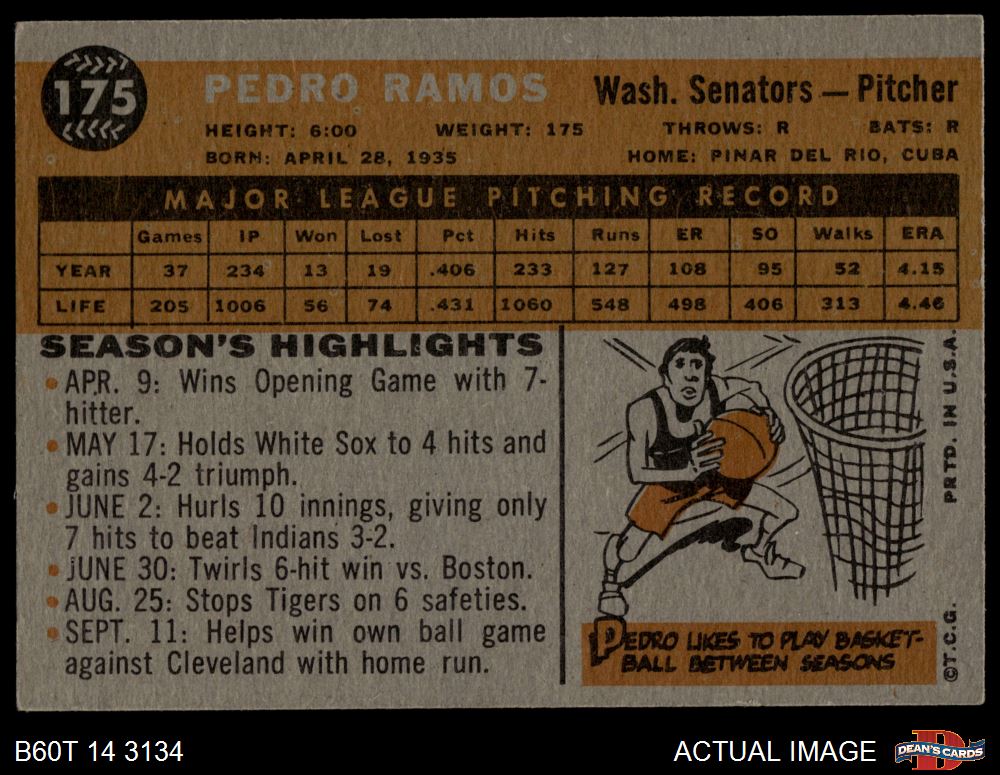 175
PEDRO RAMOS
Wash. Senators — Pitcher
HEIGHT: 6:00 WEIGHT: 175 THROWS: R BATS: R
BORN: APRIL 28, 1935 HOME: PINAR DEL RIO, CUBA
MAJOR LEAGUE PITCHING RECORD
Games IP Won Lost Pct Hits Runs ER SO Walks ERA
YEAR 37 234 13 19 .406 233 127 108 95 52 4.15
LIFE 205 1006 56 74 .431 1060 548 498 406 313 4.46
SEASON'S HIGHLIGHTS
• APR. 9: Wins Opening Game with 7-
hitter.
• MAY 17: Holds White Sox to 4 hits and
gains 4-2 triumph.
• JUNE 2: Hurls 10 innings, giving only
7 hits to beat Indians 3-2.
• JUNE 30: Twirls 6-hit win vs. Boston.
• AUG. 25: Stops Tigers on 6 safeties.
• SEPT. 11: Helps win own ball game
against Cleveland with home run.
PEDRO LIKES TO PLAY BASKET-
BALL BETWEEN SEASONS
©T.C.G. PRTD. IN U.S.A.
B60T 14 3134
ACTUAL IMAGE
D
DEAN'S CARDS